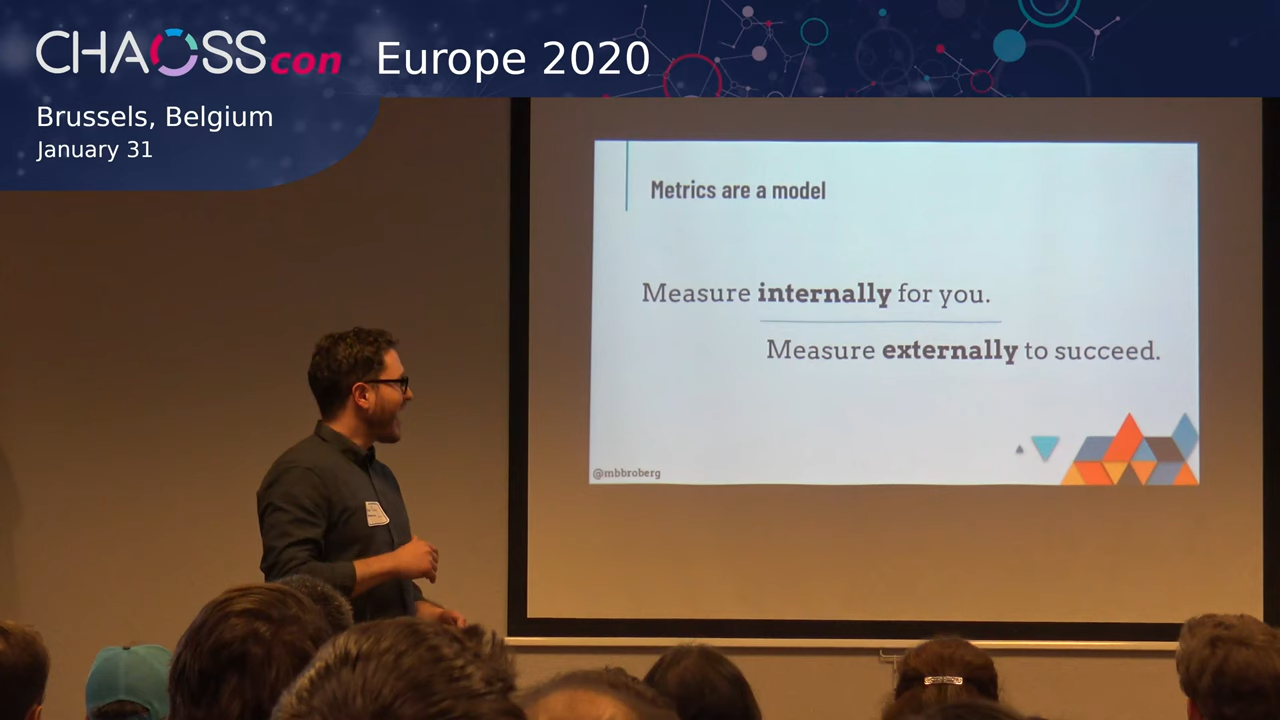 CHAOSScon Europe 2020
Brussels, Belgium
January 31
Metrics are a model
Measure internally for you.
Measure externally to succeed.
@mbbroberg